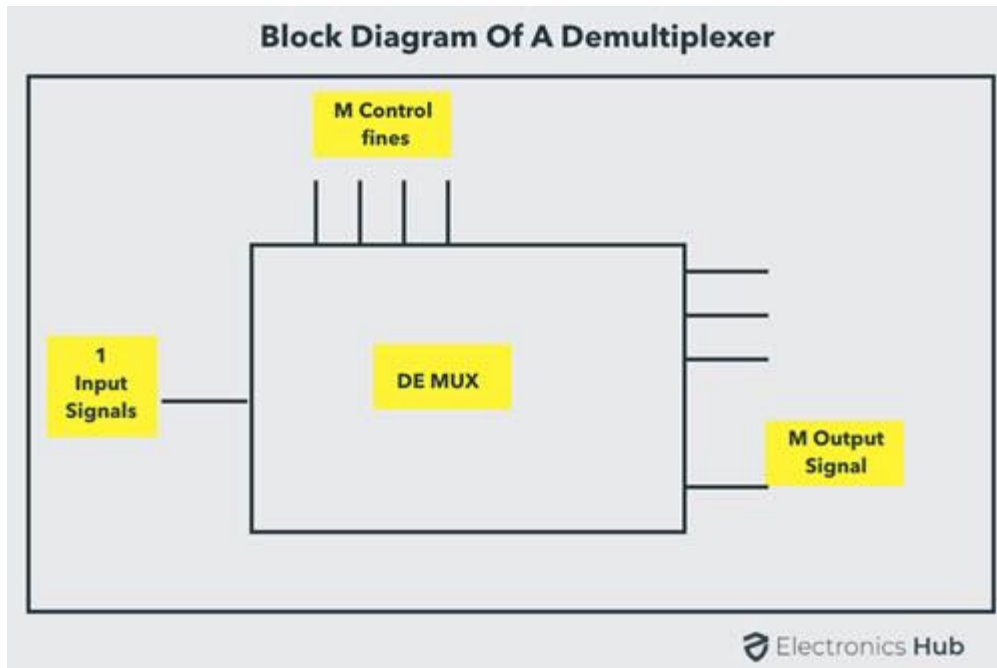 Block Diagram Of A Demultiplexer
M Control
fines
1
Input
Signals
DE MUX
M Output
Signal
Electronics Hub